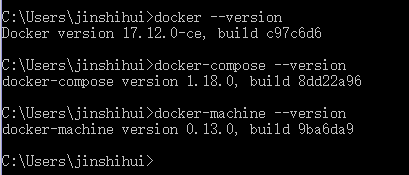 C:\Users\jinshihui>docker --version
Docker version 17.12.0-ce, build c97c6d6
C:\Users\jinshihui>docker-compose --version
docker-compose version 1.18.0, build 8dd22a96
C:\Users\jinshihui>docker-machine --version
docker-machine version 0.13.0, build 9ba6da9
C:\Users\jinshihui>